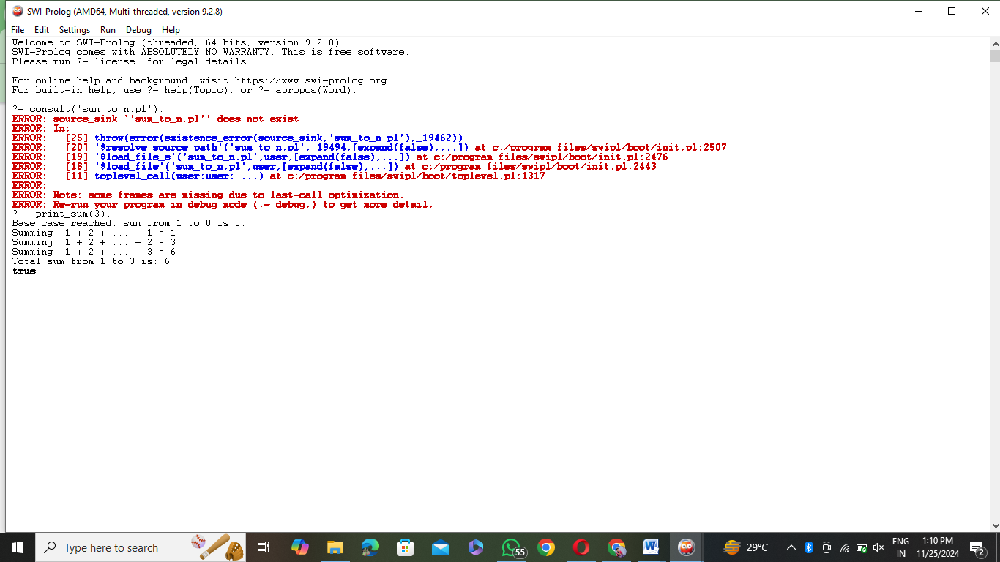 SWI-Prolog (AMD64, Multi-threaded, version 9.2.8)
File Edit Settings Run Debug Help
Welcome to SWI-Prolog (threaded, 64 bits, version 9.2.8)
SWI-Prolog comes with ABSOLUTELY NO WARRANTY. This is free software.
Please run ?- license. for legal details.
For online help and background, visit https://www.swi-prolog.org
For built-in help, use ?- help(Topic). or ?- apropos(Word).
?- consult('sum_to_n.pl').
ERROR: source_sink `'sum_to_n.pl'' does not exist
ERROR: In:
ERROR:   [25] throw(error(existence_error(source_sink,'sum_to_n.pl'),_19462))
ERROR:   [20] '$resolve_source_path'('sum_to_n.pl',_19494,[expand(false),...]) at c:/program files/swipl/boot/init.pl:2507
ERROR:   [19] '$load_file_e'('sum_to_n.pl',user,[expand(false),...]) at c:/program files/swipl/boot/init.pl:2476
ERROR:   [18] '$load_file'('sum_to_n.pl',user,[expand(false),...]) at c:/program files/swipl/boot/init.pl:2443
ERROR:   [11] toplevel_call(user:user: ...) at c:/program files/swipl/boot/toplevel.pl:1317
ERROR:
ERROR: Note: some frames are missing due to last-call optimization.
ERROR: Re-run your program in debug mode (:- debug.) to get more detail.
?-  print_sum(3).
Base case reached: sum from 1 to 0 is 0.
Summing: 1 + 2 + ... + 1 = 1
Summing: 1 + 2 + ... + 2 = 3
Summing: 1 + 2 + ... + 3 = 6
Total sum from 1 to 3 is: 6
true
Type here to search
55
29°C
ENG
IN
1:10 PM
11/25/2024
2